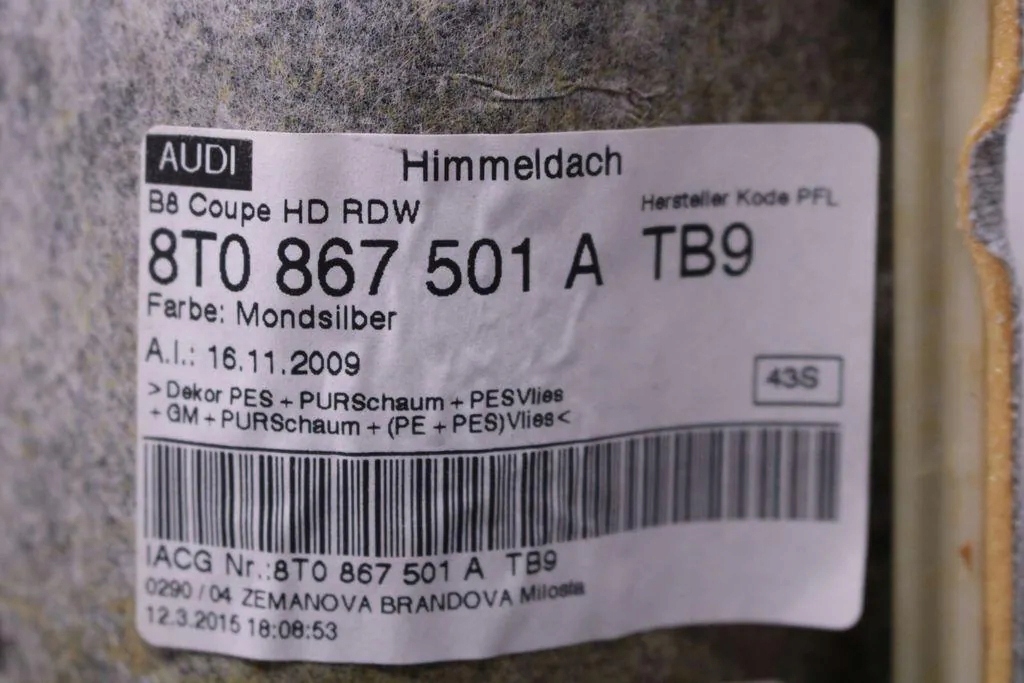 AUDI Himmeldach
B8 Coupe HD RDW Hersteller Kode PFL
8T0 867 501 A TB9
Farbe: Mondsilber
A.I.: 16.11.2009
43S
> Dekor PES + PURSchaum + PESVlies
+ GM + PURSchaum + (PE + PES)Vlies<
IACG Nr.:8T0 867 501 A TB9
0290 / 04 ZEMANOVA BRANDOVA Milosta
12.3.2015 18:08:53